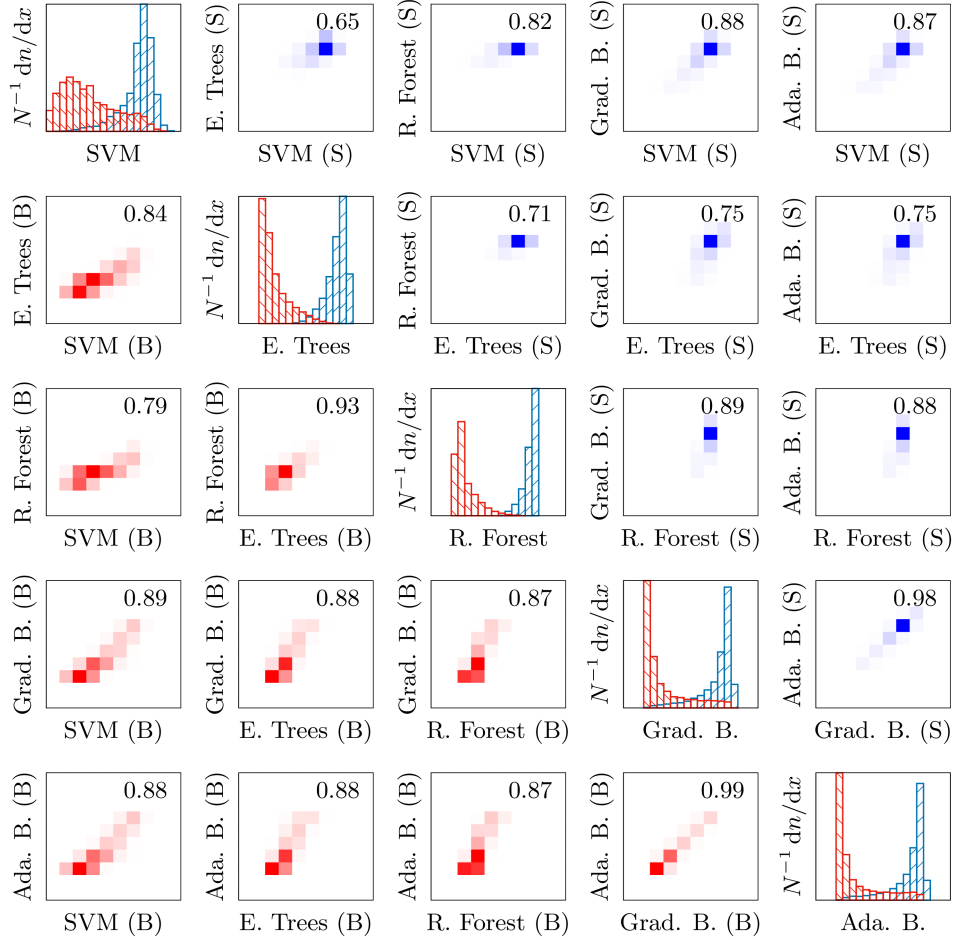 N⁻¹ dn/dx
SVM
E. Trees (S)
0.65
SVM (S)
R. Forest (S)
0.82
SVM (S)
Grad. B. (S)
0.88
SVM (S)
Ada. B. (S)
0.87
SVM (S)
E. Trees (B)
0.84
SVM (B)
N⁻¹ dn/dx
E. Trees
R. Forest (S)
0.71
E. Trees (S)
Grad. B. (S)
0.75
E. Trees (S)
Ada. B. (S)
0.75
E. Trees (S)
R. Forest (B)
0.79
SVM (B)
R. Forest (B)
0.93
E. Trees (B)
N⁻¹ dn/dx
R. Forest
Grad. B. (S)
0.89
R. Forest (S)
Ada. B. (S)
0.88
R. Forest (S)
Grad. B. (B)
0.89
SVM (B)
Grad. B. (B)
0.88
E. Trees (B)
Grad. B. (B)
0.87
R. Forest (B)
N⁻¹ dn/dx
Grad. B.
Ada. B. (S)
0.98
Grad. B. (S)
Ada. B. (B)
0.88
SVM (B)
Ada. B. (B)
0.88
E. Trees (B)
Ada. B. (B)
0.87
R. Forest (B)
Ada. B. (B)
0.99
Grad. B. (B)
N⁻¹ dn/dx
Ada. B.